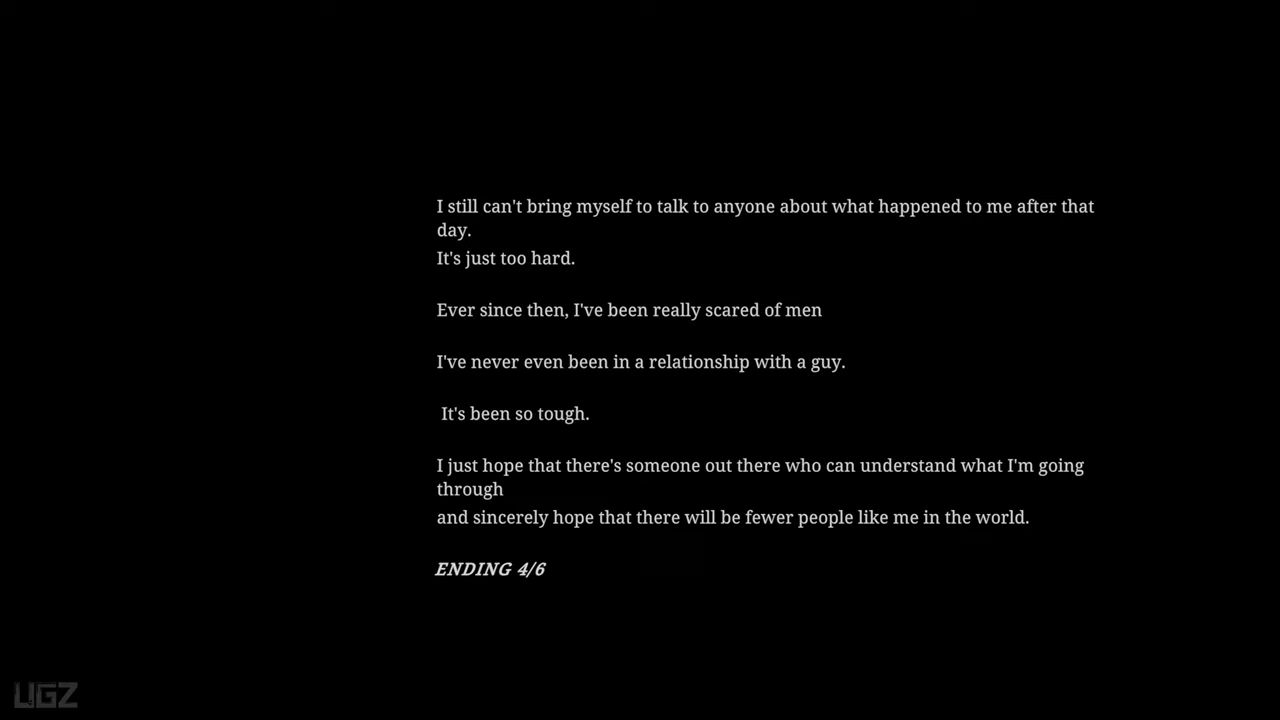 I still can't bring myself to talk to anyone about what happened to me after that
day.
It's just too hard.
Ever since then, I've been really scared of men
I've never even been in a relationship with a guy.
It's been so tough.
I just hope that there's someone out there who can understand what I'm going
through
and sincerely hope that there will be fewer people like me in the world.
ENDING 4/6
UGZ